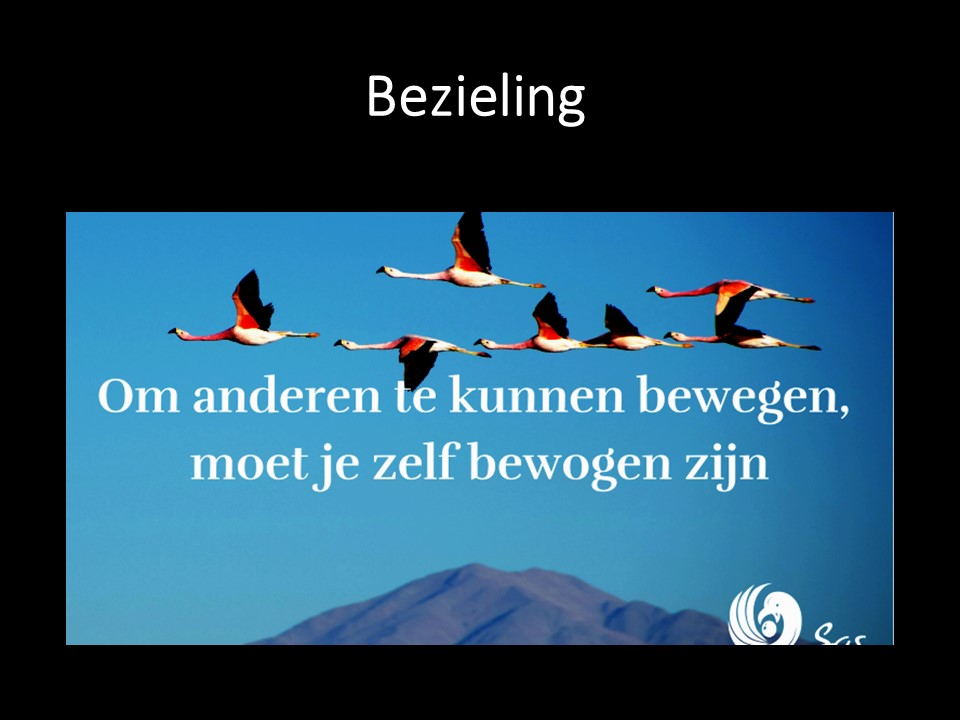 Bezieling
Om anderen te kunnen bewegen,
moet je zelf bewogen zijn